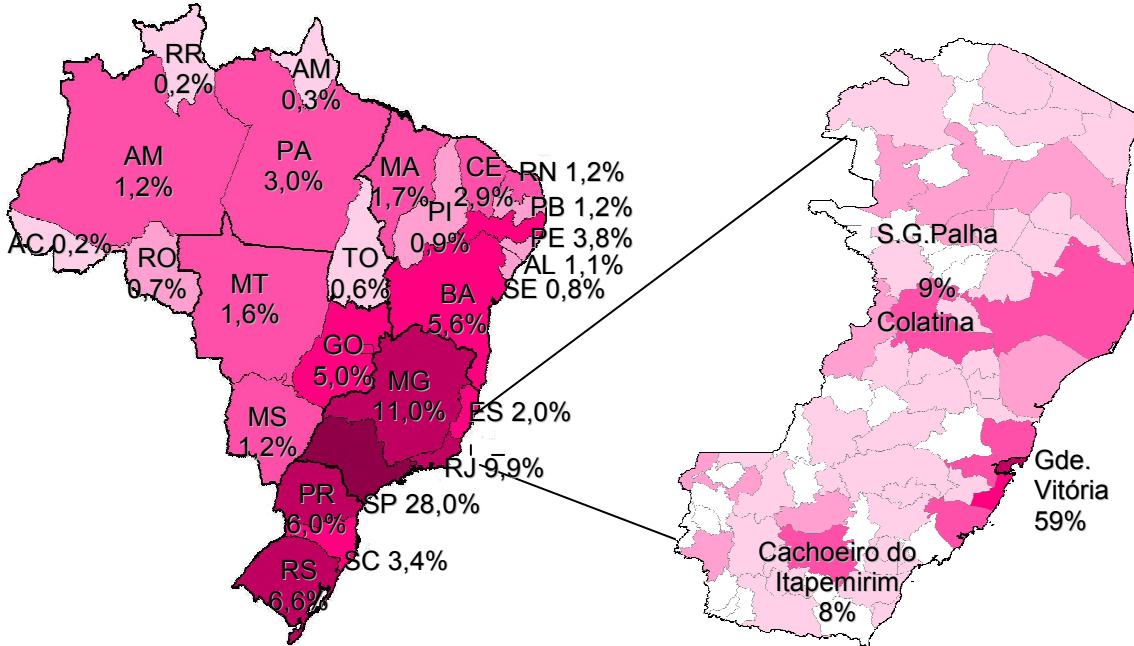 RR
0,2%
AM
0,3%
AM
1,2%
PA
3,0%
MA
1,7%
CE
2,9%
RN 1,2%
PI
0,9%
PB 1,2%
PE 3,8%
AL 1,1%
SE 0,8%
AC 0,2%
RO
0,7%
MT
1,6%
TO
0,6%
BA
5,6%
GO
5,0%
MG
11,0%
ES 2,0%
MS
1,2%
RJ 9,9%
SP 28,0%
PR
6,0%
SC 3,4%
RS
6,6%
S.G.Palha
9%
Colatina
Gde.
Vitória
59%
Cachoeiro do
Itapemirim
8%